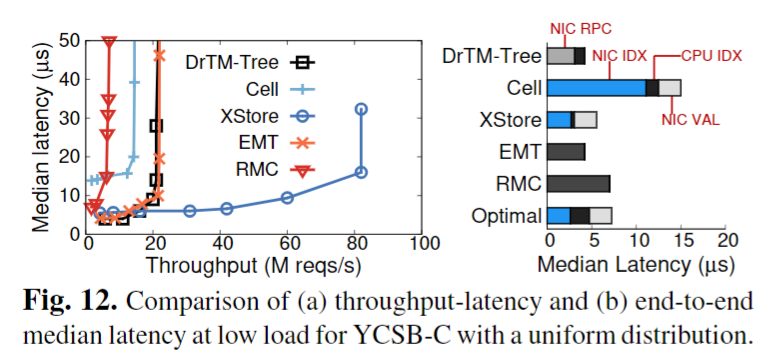 50
40
30
20
10
0
Median latency (μs)
0 20 40 60 80 100
Throughput (M reqs/s)
DrTM-Tree
Cell
XStore
EMT
RMC
NIC RPC
DrTM-Tree
NIC IDX
CPU IDX
Cell
NIC VAL
XStore
EMT
RMC
Optimal
0 5 10 15 20
Median Latency (μs)
Fig. 12. Comparison of (a) throughput-latency and (b) end-to-end
median latency at low load for YCSB-C with a uniform distribution.